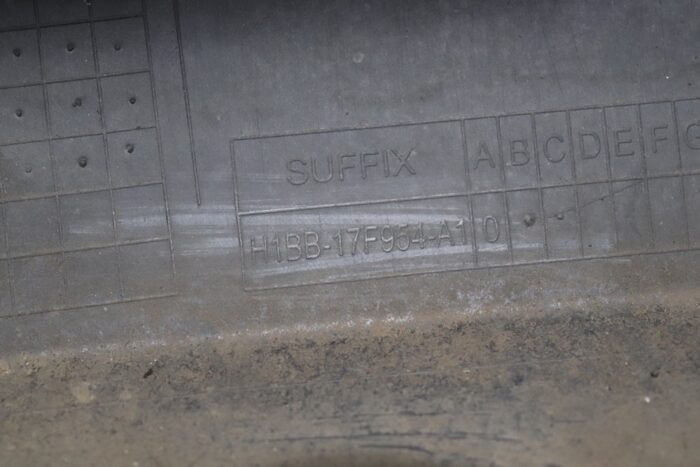 SUFFIX A B C D E F
H1BB-17F954-A1 0